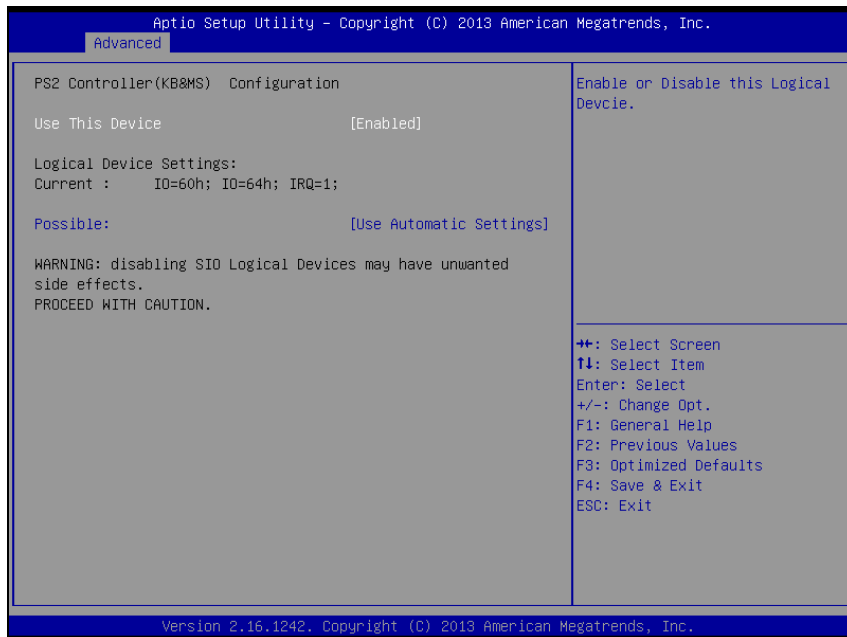 Aptio Setup Utility – Copyright (C) 2013 American Megatrends, Inc.
Advanced
PS2 Controller(KB&MS) Configuration
Use This Device [Enabled]
Logical Device Settings:
Current : IO=60h; IO=64h; IRQ=1;
Possible: [Use Automatic Settings]
WARNING: disabling SIO Logical Devices may have unwanted
side effects.
PROCEED WITH CAUTION.
Enable or Disable this Logical
Devcie.
→←: Select Screen
↑↓: Select Item
Enter: Select
+/-: Change Opt.
F1: General Help
F2: Previous Values
F3: Optimized Defaults
F4: Save & Exit
ESC: Exit
Version 2.16.1242. Copyright (C) 2013 American Megatrends, Inc.